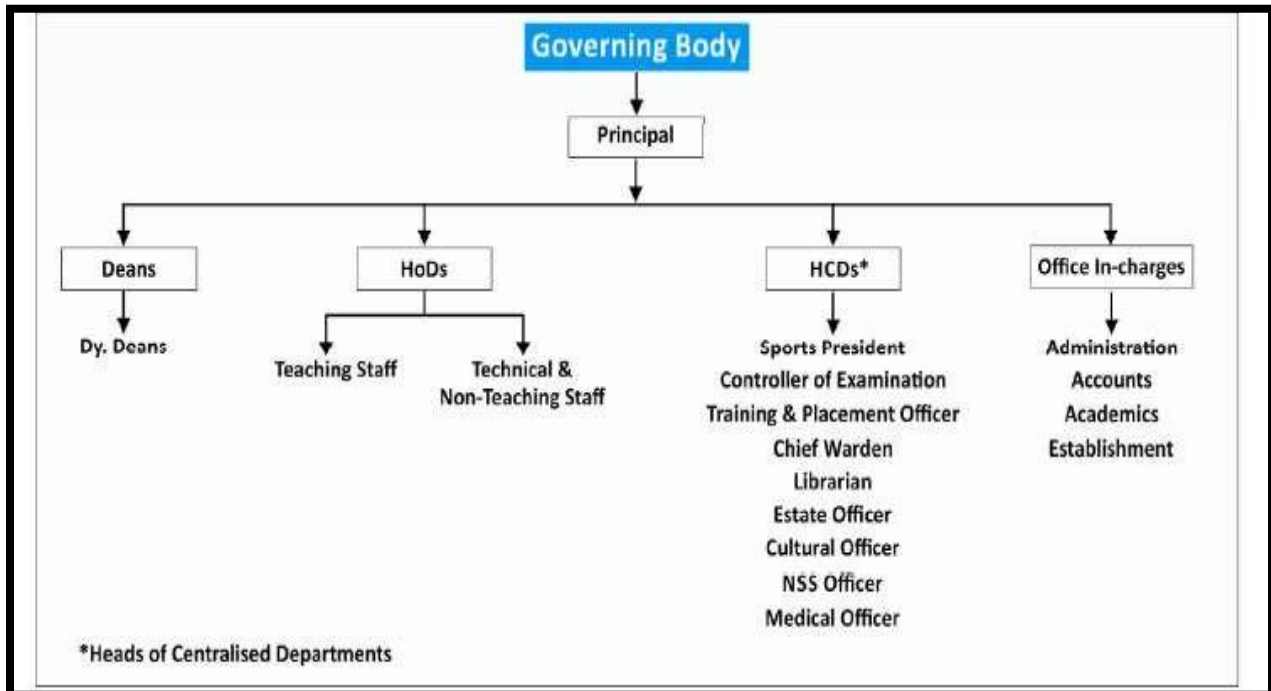 Governing Body
Principal
Deans
HoDs
HCDs*
Office In-charges
Dy. Deans
Teaching Staff
Technical &
Non-Teaching Staff
Sports President
Controller of Examination
Training & Placement Officer
Chief Warden
Librarian
Estate Officer
Cultural Officer
NSS Officer
Medical Officer
Administration
Accounts
Academics
Establishment
*Heads of Centralised Departments